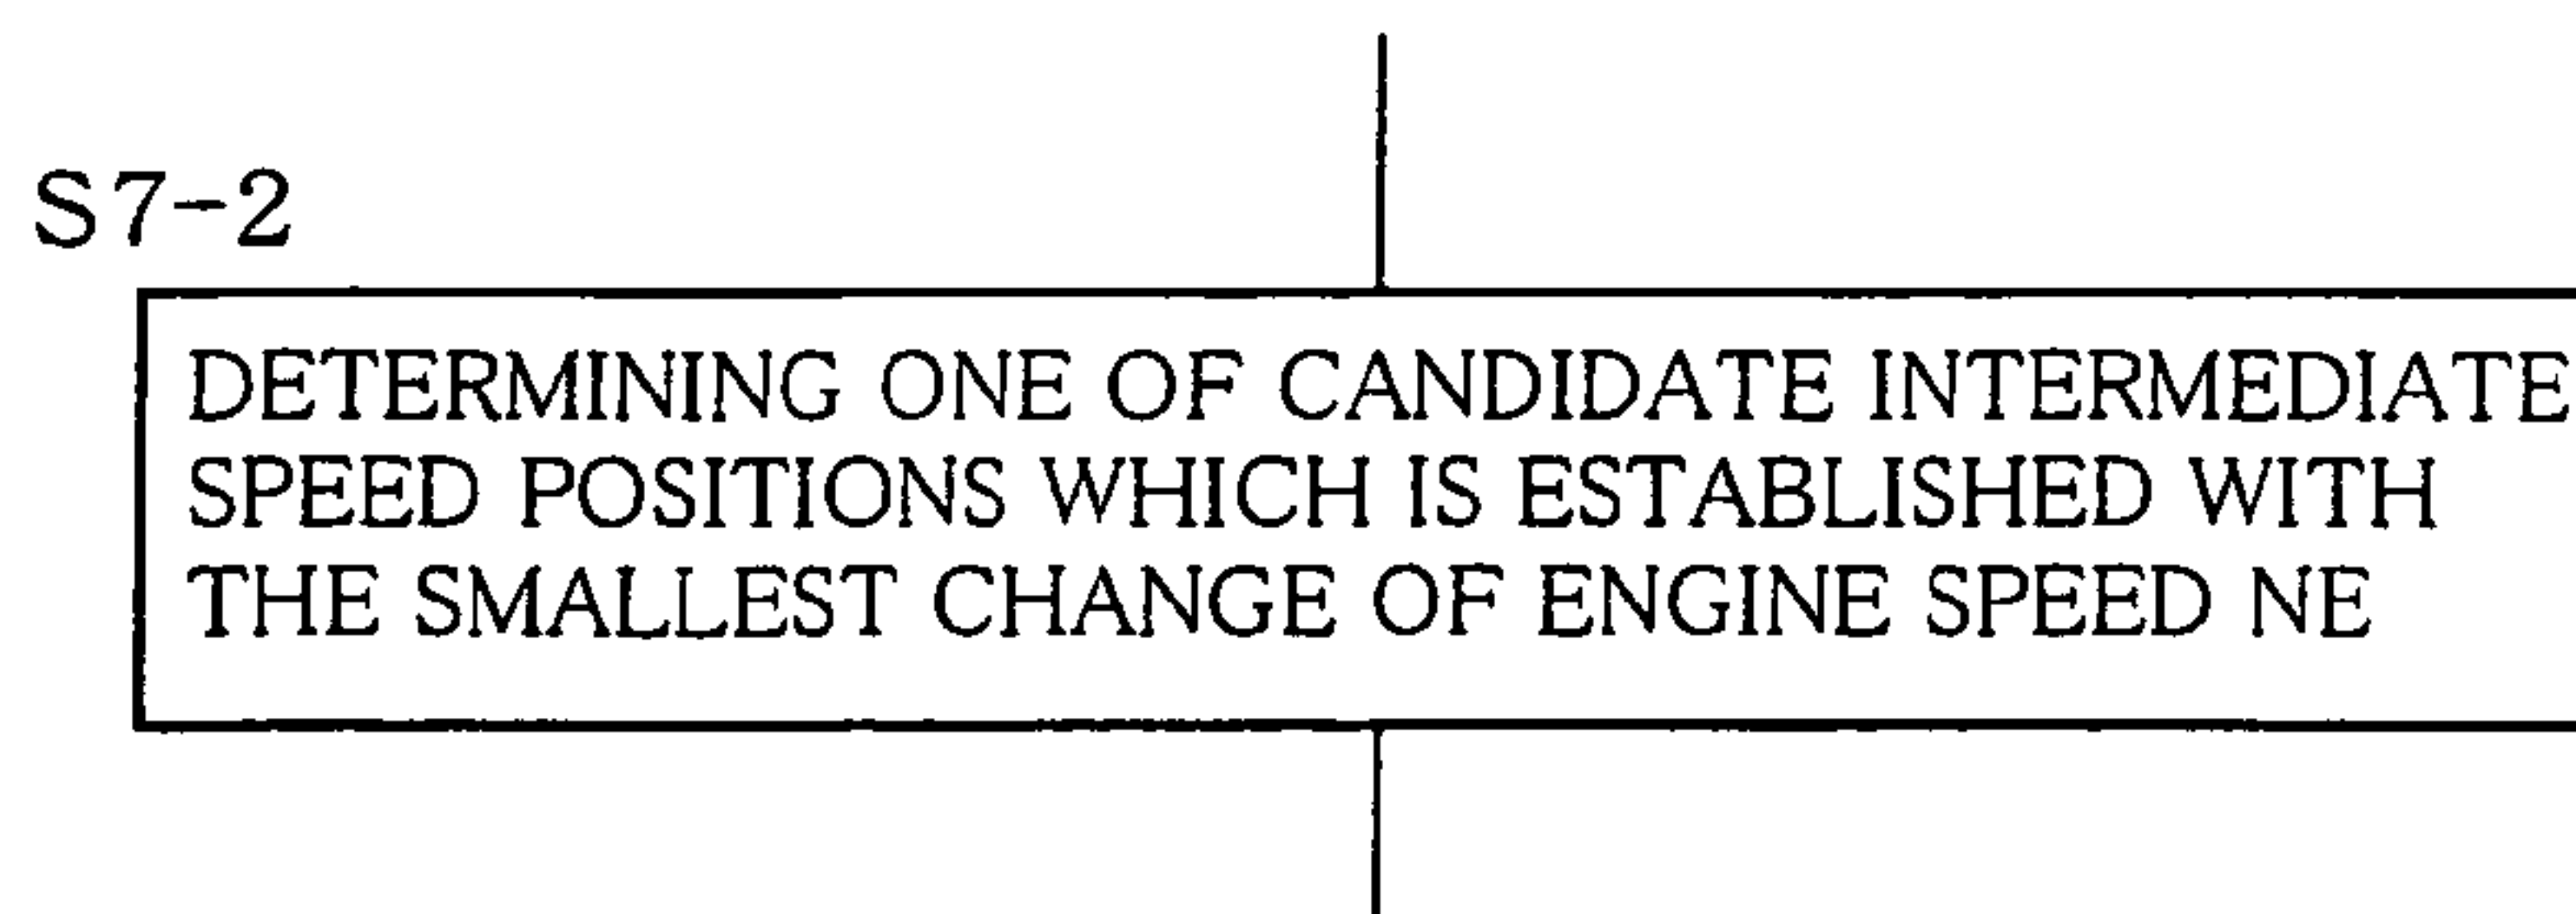 S7-2
DETERMINING ONE OF CANDIDATE INTERMEDIATE
SPEED POSITIONS WHICH IS ESTABLISHED WITH
THE SMALLEST CHANGE OF ENGINE SPEED NE